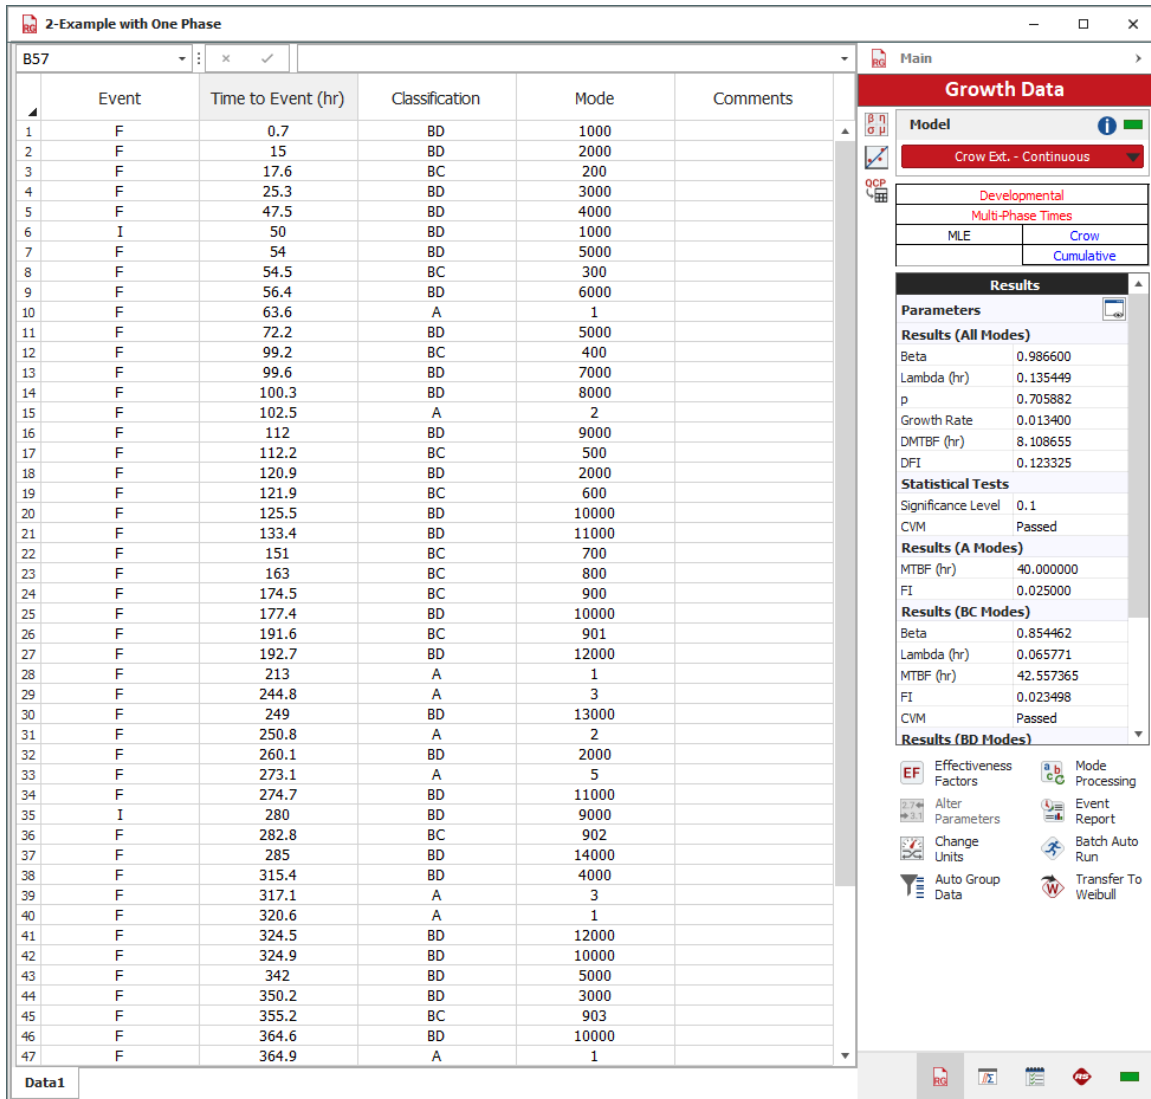 2-Example with One Phase
B57
Event Time to Event (hr) Classification Mode Comments
1 F 0.7 BD 1000
2 F 15 BD 2000
3 F 17.6 BC 200
4 F 25.3 BD 3000
5 F 47.5 BD 4000
6 I 50 BD 1000
7 F 54 BD 5000
8 F 54.5 BC 300
9 F 56.4 BD 6000
10 F 63.6 A 1
11 F 72.2 BD 5000
12 F 99.2 BC 400
13 F 99.6 BD 7000
14 F 100.3 BD 8000
15 F 102.5 A 2
16 F 112 BD 9000
17 F 112.2 BC 500
18 F 120.9 BD 2000
19 F 121.9 BC 600
20 F 125.5 BD 10000
21 F 133.4 BD 11000
22 F 151 BC 700
23 F 163 BC 800
24 F 174.5 BC 900
25 F 177.4 BD 10000
26 F 191.6 BC 901
27 F 192.7 BD 12000
28 F 213 A 1
29 F 244.8 A 3
30 F 249 BD 13000
31 F 250.8 A 2
32 F 260.1 BD 2000
33 F 273.1 A 5
34 F 274.7 BD 11000
35 I 280 BD 9000
36 F 282.8 BC 902
37 F 285 BD 14000
38 F 315.4 BD 4000
39 F 317.1 A 3
40 F 320.6 A 1
41 F 324.5 BD 12000
42 F 324.9 BD 10000
43 F 342 BD 5000
44 F 350.2 BD 3000
45 F 355.2 BC 903
46 F 364.6 BD 10000
47 F 364.9 A 1
Data1
RG Main
Growth Data
β η
σ μ
QCP
Model
Crow Ext. - Continuous
Developmental
Multi-Phase Times
MLE Crow
Cumulative
Results
Parameters
Results (All Modes)
Beta 0.986600
Lambda (hr) 0.135449
p 0.705882
Growth Rate 0.013400
DMTBF (hr) 8.108655
DFI 0.123325
Statistical Tests
Significance Level 0.1
CVM Passed
Results (A Modes)
MTBF (hr) 40.000000
FI 0.025000
Results (BC Modes)
Beta 0.854462
Lambda (hr) 0.065771
MTBF (hr) 42.557365
FI 0.023498
CVM Passed
Results (BD Modes)
EF Effectiveness Factors
Mode Processing
Alter Parameters
Event Report
Change Units
Batch Auto Run
Auto Group Data
Transfer To Weibull